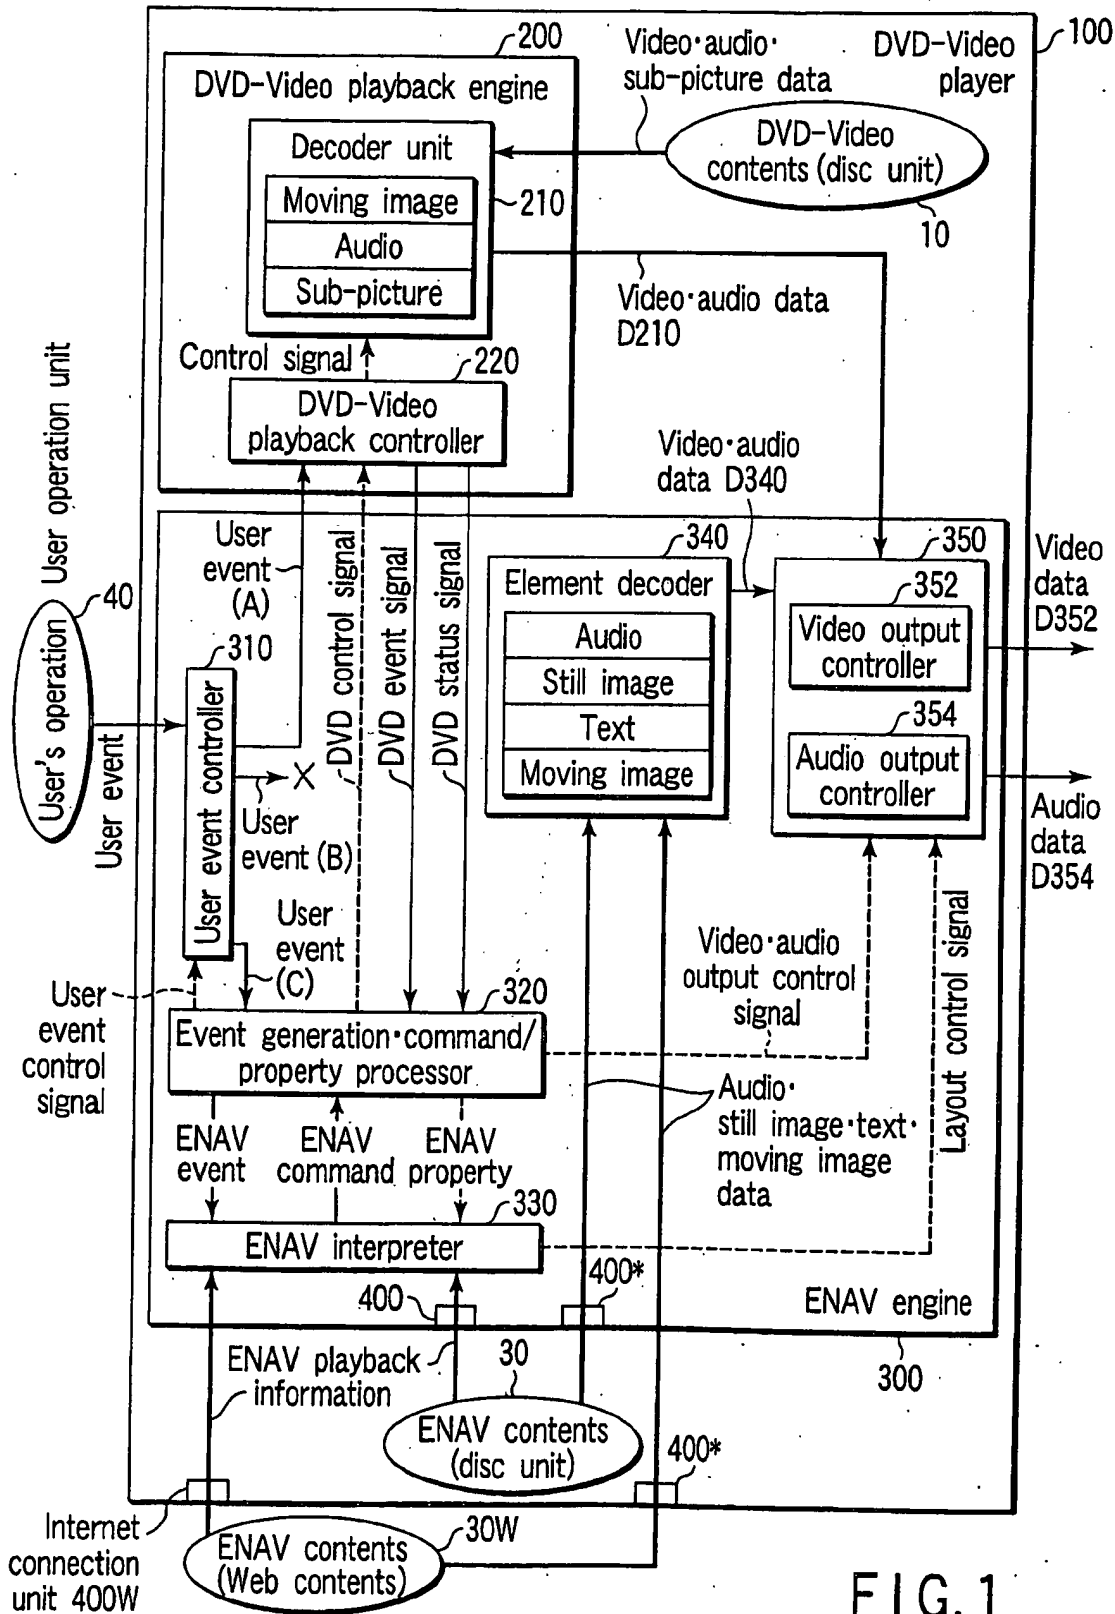 200
DVD-Video playback engine
Video·audio·
sub-picture data
DVD-Video
player
100
Decoder unit
Moving image
Audio
Sub-picture
210
DVD-Video
contents (disc unit)
10
Video·audio data
D210
Control signal
220
DVD-Video
playback controller
Video·audio
data D340
User operation unit
40
User's operation
User event
310
User event controller
User
event
(A)
User
event (B)
X
User
event
(C)
DVD control signal
DVD event signal
DVD status signal
340
Element decoder
Audio
Still image
Text
Moving image
350
352
Video output
controller
354
Audio output
controller
Video
data
D352
Audio
data
D354
User
event
control
signal
320
Event generation·command/
property processor
Video·audio
output control
signal
Layout control signal
ENAV
event
ENAV
command
ENAV
property
Audio·
still image·text·
moving image
data
330
ENAV interpreter
400
400*
ENAV engine
300
ENAV playback
information
30
ENAV contents
(disc unit)
400*
Internet
connection
unit 400W
30W
ENAV contents
(Web contents)
FIG. 1